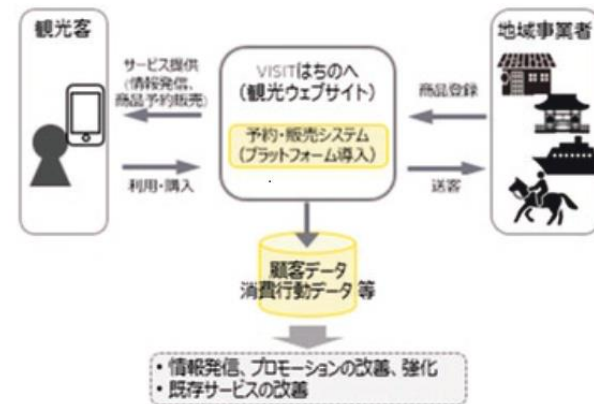 観光客
サービス提供
(情報発信、
商品予約販売)
利用・購入
VISITはちのへ
(観光ウェブサイト)
予約・販売システム
(プラットフォーム導入)
地域事業者
商品登録
送客
顧客データ
消費行動データ 等
・情報発信、プロモーションの改善、強化
・既存サービスの改善